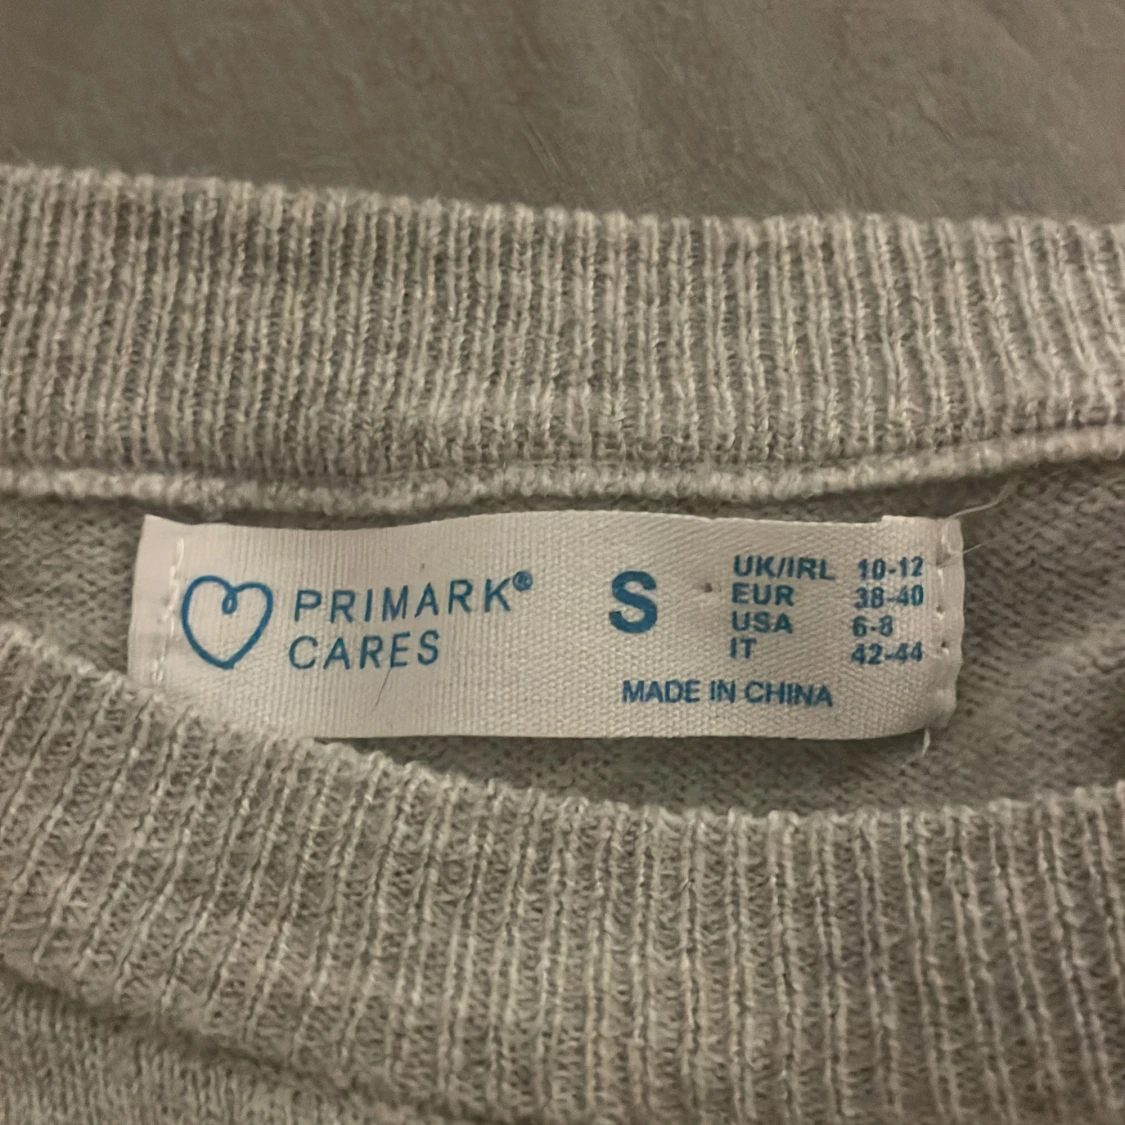 PRIMARK®
CARES
S
UK/IRL 10-12
EUR 38-40
USA 6-8
IT 42-44
MADE IN CHINA